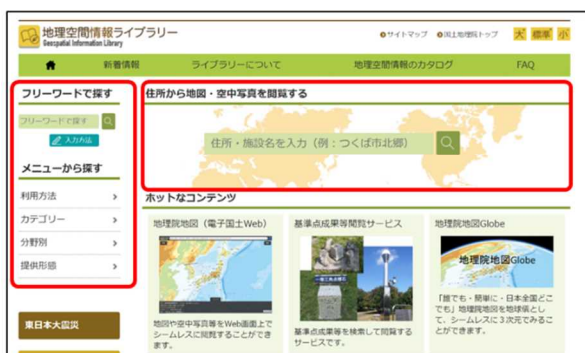 地理空間情報ライブラリー
Geospatial Information Library
サイトマップ 国土地理院トップ 大 標準 小
新着情報 ライブラリーについて 地理空間情報のカタログ FAQ
フリーワードで探す
フリーワードで探す
入力方法
メニューから探す
利用方法
カテゴリー
分野別
提供形態
東日本大震災
住所から地図・空中写真を閲覧する
住所・施設名を入力(例:つくば市北郷)
ホットなコンテンツ
地理院地図(電子国土Web)
地図や空中写真等をWeb画面上で
シームレスに閲覧することができ
ます。
基準点成果等閲覧サービス
基準点成果等を検索して閲覧する
サービスです。
地理院地図Globe
地理院地図Globe
「誰でも・簡単に・日本全国どこ
でも」地理院地図を地球儀とし
て、シームレスに3次元でみるこ
とができます。